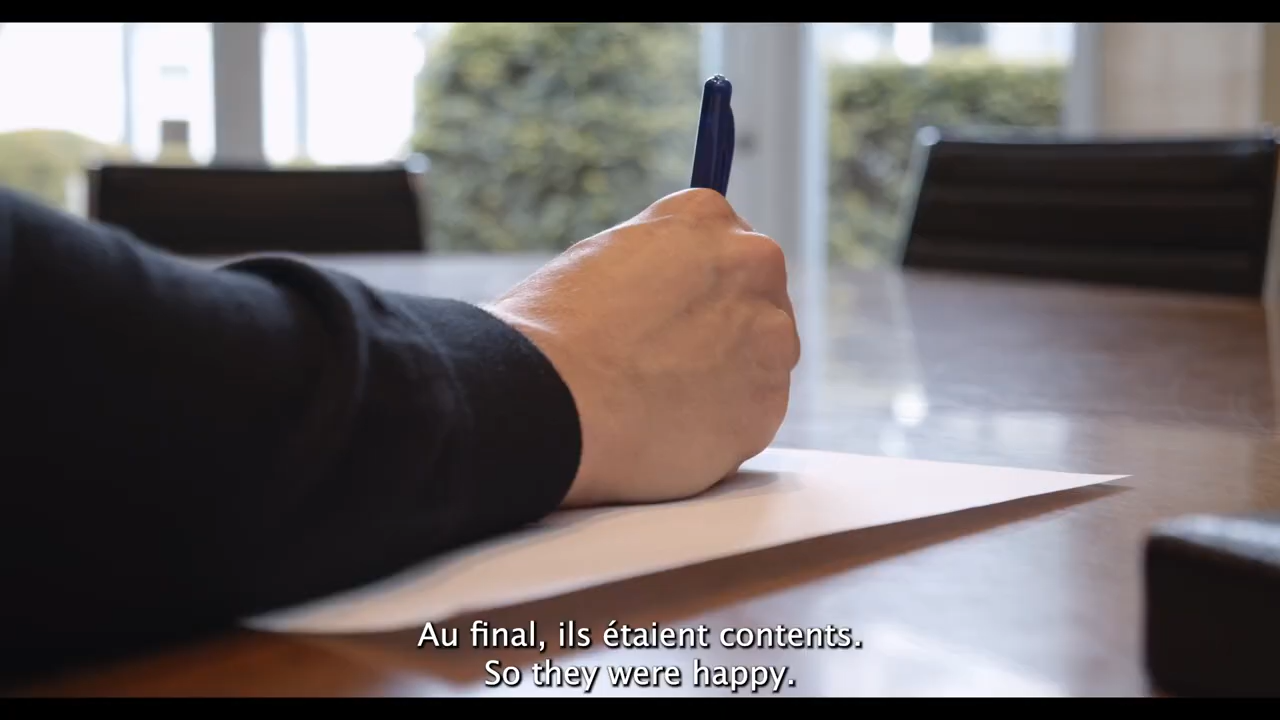 Au final, ils étaient contents.
So they were happy.